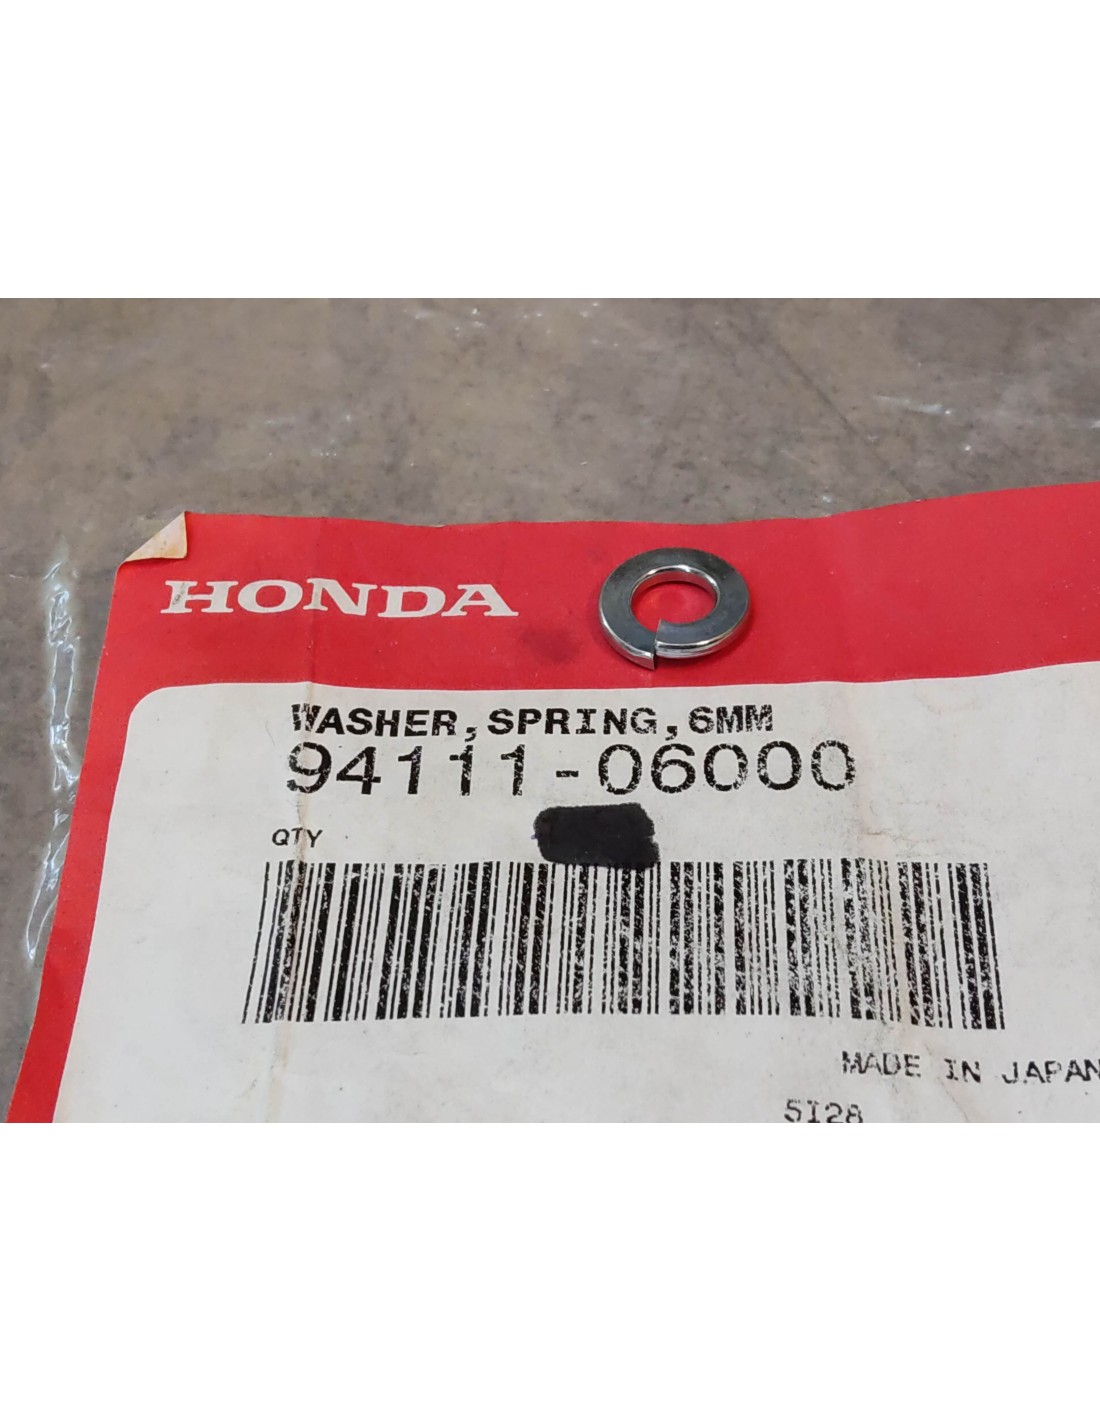 HONDA
WASHER,SPRING,6MM
94111-06000
QTY
MADE IN JAPAN
5I28